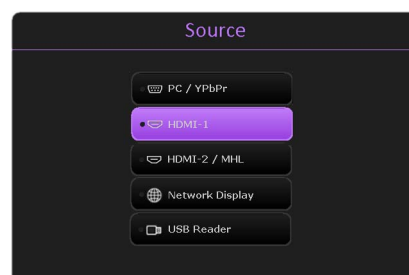 Source
PC / YPbPr
HDMI-1
HDMI-2 / MHL
Network Display
USB Reader